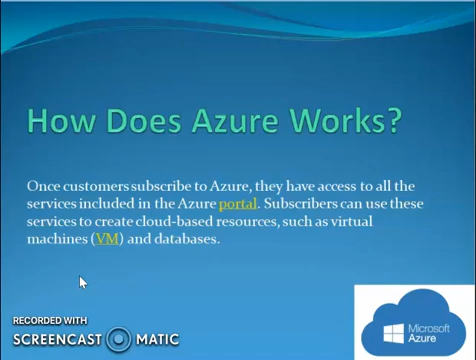 How Does Azure Works?
Once customers subscribe to Azure, they have access to all the
services included in the Azure portal. Subscribers can use these
services to create cloud-based resources, such as virtual
machines (VM) and databases.
Microsoft
Azure
RECORDED WITH
SCREENCAST MATIC